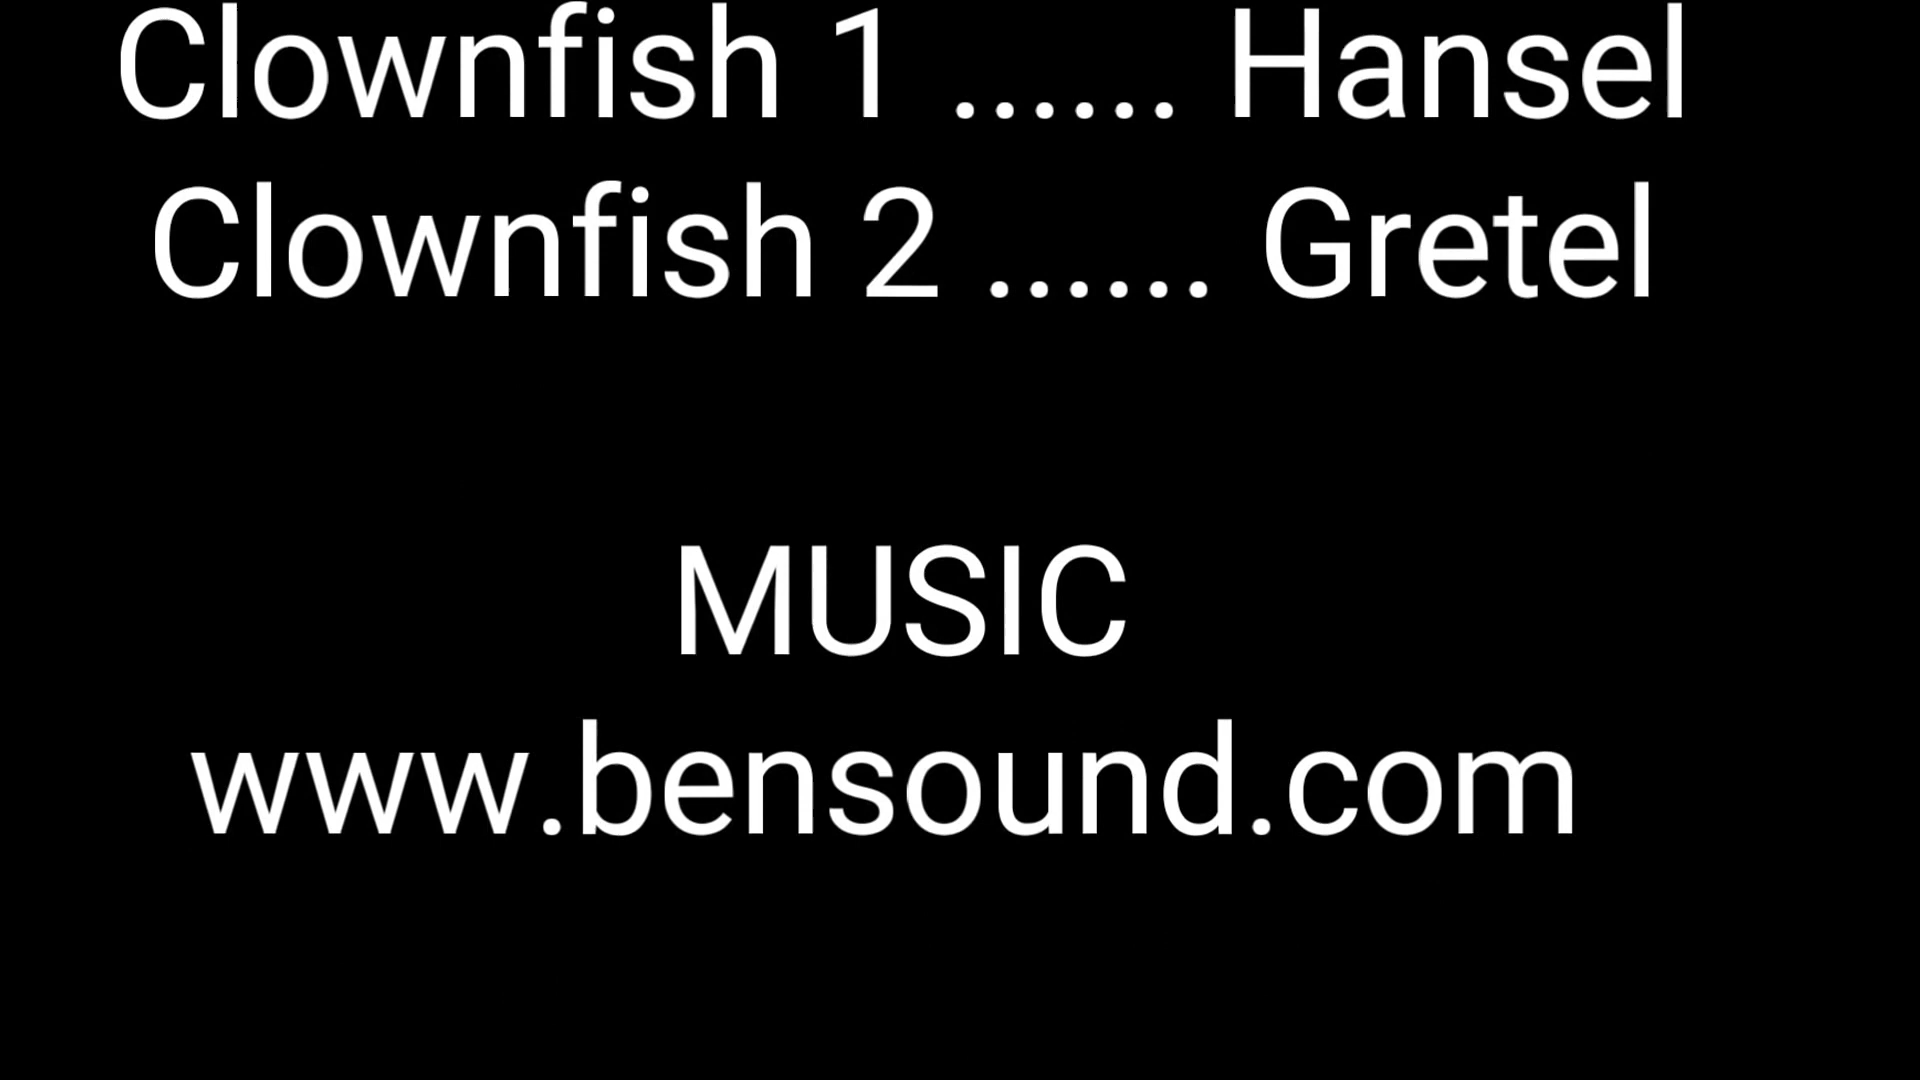 Clownfish 1 ...... Hansel
Clownfish 2 ...... Gretel
MUSIC
www.bensound.com